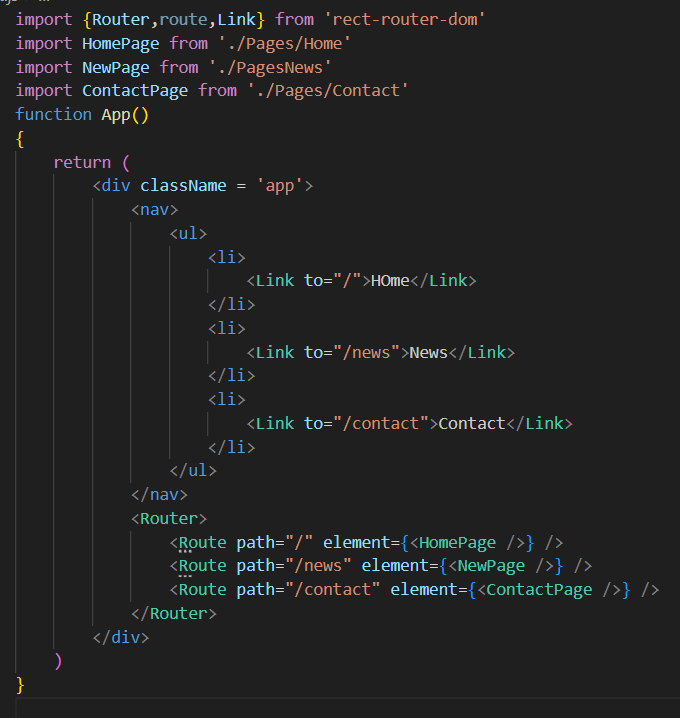 import {Router,route,Link} from 'rect-router-dom'
import HomePage from './Pages/Home'
import NewPage from './PagesNews'
import ContactPage from './Pages/Contact'
function App()
{
    return (
        <div className = 'app'>
            <nav>
                <ul>
                    <li>
                        <Link to="/">HOme</Link>
                    </li>
                    <li>
                        <Link to="/news">News</Link>
                    </li>
                    <li>
                        <Link to="/contact">Contact</Link>
                    </li>
                </ul>
            </nav>
            <Router>
                <Route path="/" element={<HomePage />} />
                <Route path="/news" element={<NewPage />} />
                <Route path="/contact" element={<ContactPage />} />
            </Router>
        </div>
    )
}